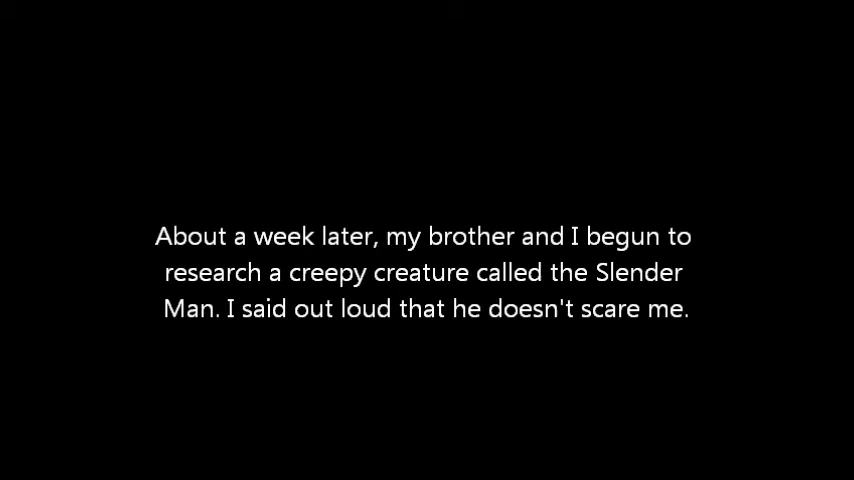 About a week later, my brother and I begun to
research a creepy creature called the Slender
Man. I said out loud that he doesn't scare me.